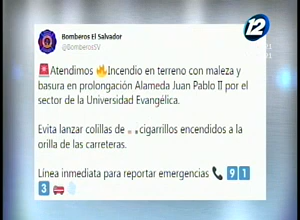 Bomberos El Salvador
@BomberosSV
12
🚨Atendimos 🔥Incendio en terreno con maleza y
basura en prolongación Alameda Juan Pablo II por el
sector de la Universidad Evangélica.
Evita lanzar colillas de cigarrillos encendidos a la
orilla de las carreteras.
Línea inmediata para reportar emergencias 📞 9 1
3 🚒